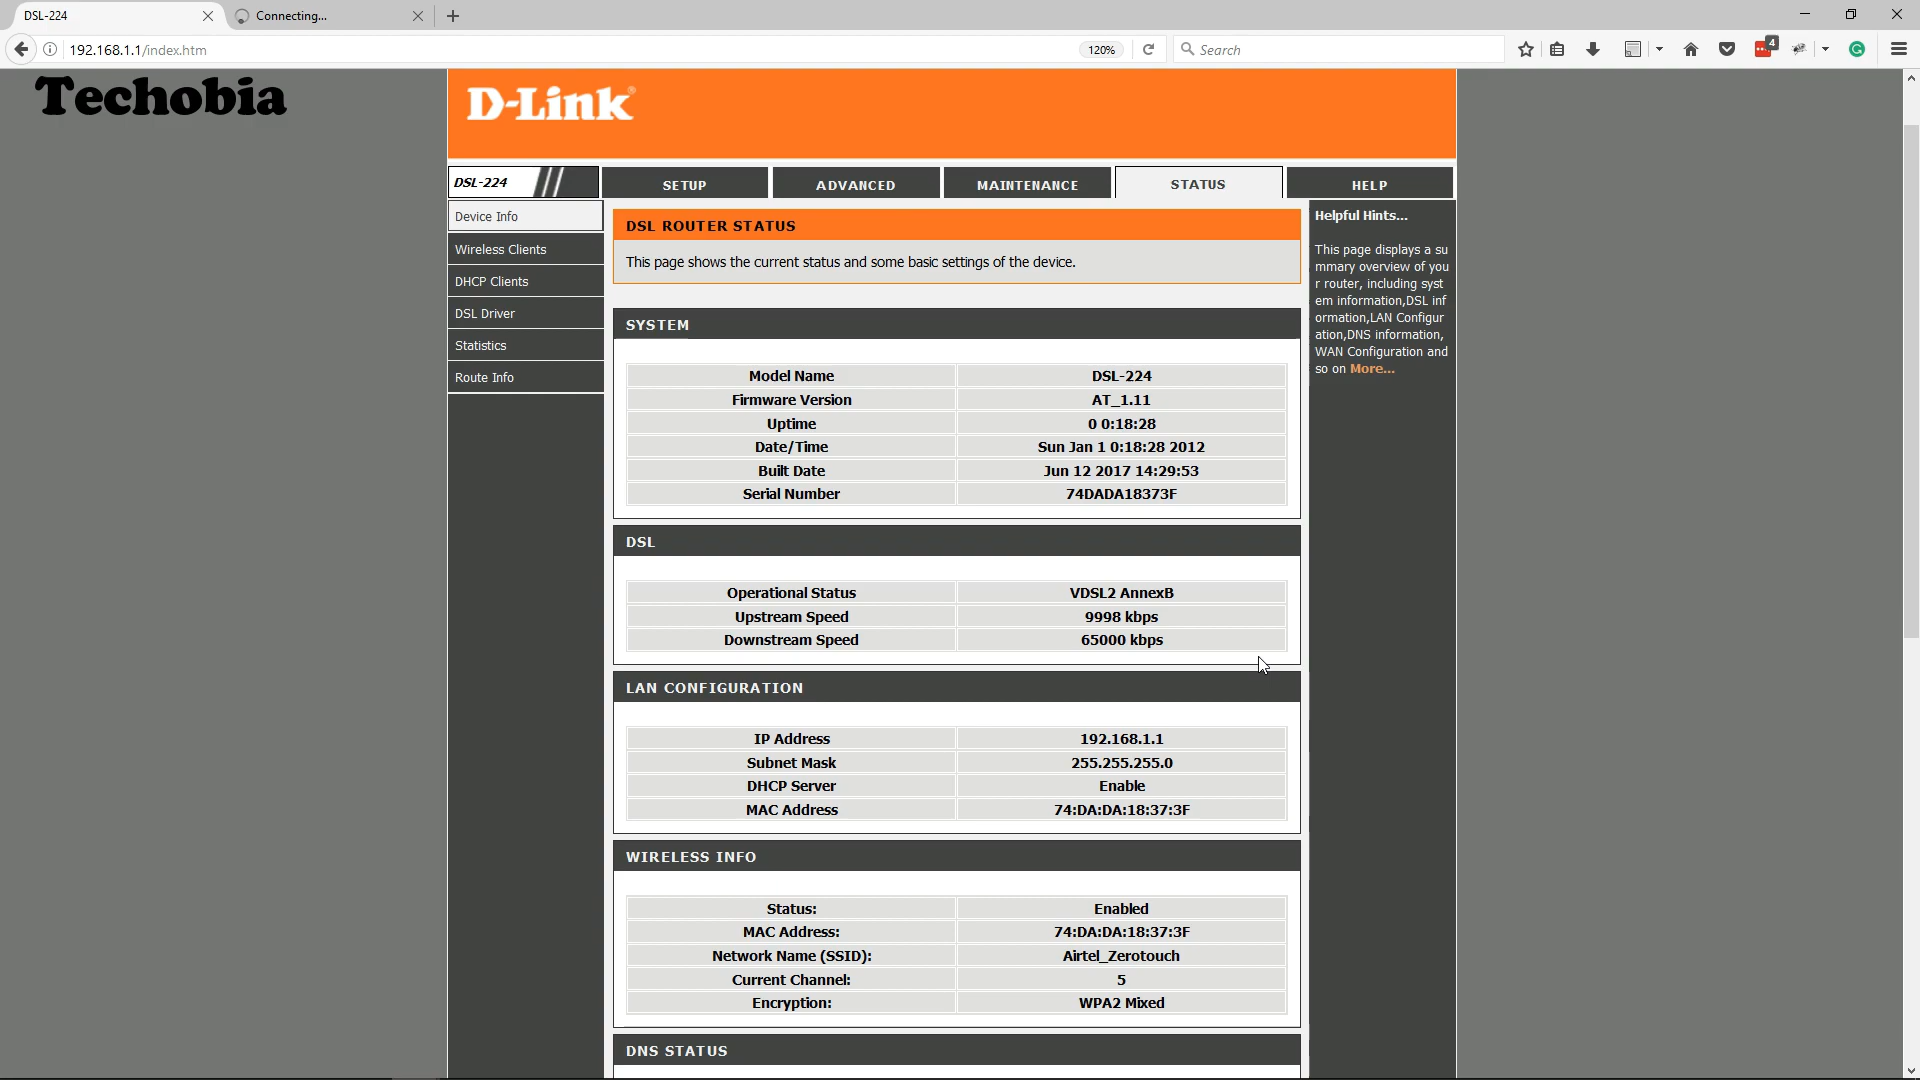 DSL-224
Connecting...
192.168.1.1/index.htm
120%
Search
4
Techobia
D-Link®
DSL-224
SETUP
ADVANCED
MAINTENANCE
STATUS
HELP
Device Info
Wireless Clients
DHCP Clients
DSL Driver
Statistics
Route Info
DSL ROUTER STATUS
This page shows the current status and some basic settings of the device.
SYSTEM
Model Name DSL-224
Firmware Version AT_1.11
Uptime 0 0:18:28
Date/Time Sun Jan 1 0:18:28 2012
Built Date Jun 12 2017 14:29:53
Serial Number 74DADA18373F
DSL
Operational Status VDSL2 AnnexB
Upstream Speed 9998 kbps
Downstream Speed 65000 kbps
LAN CONFIGURATION
IP Address 192.168.1.1
Subnet Mask 255.255.255.0
DHCP Server Enable
MAC Address 74:DA:DA:18:37:3F
WIRELESS INFO
Status: Enabled
MAC Address: 74:DA:DA:18:37:3F
Network Name (SSID): Airtel_Zerotouch
Current Channel: 5
Encryption: WPA2 Mixed
DNS STATUS
Helpful Hints...
This page displays a su
mmary overview of you
r router, including syst
em information,DSL inf
ormation,LAN Configur
ation,DNS information,
WAN Configuration and
so on More...